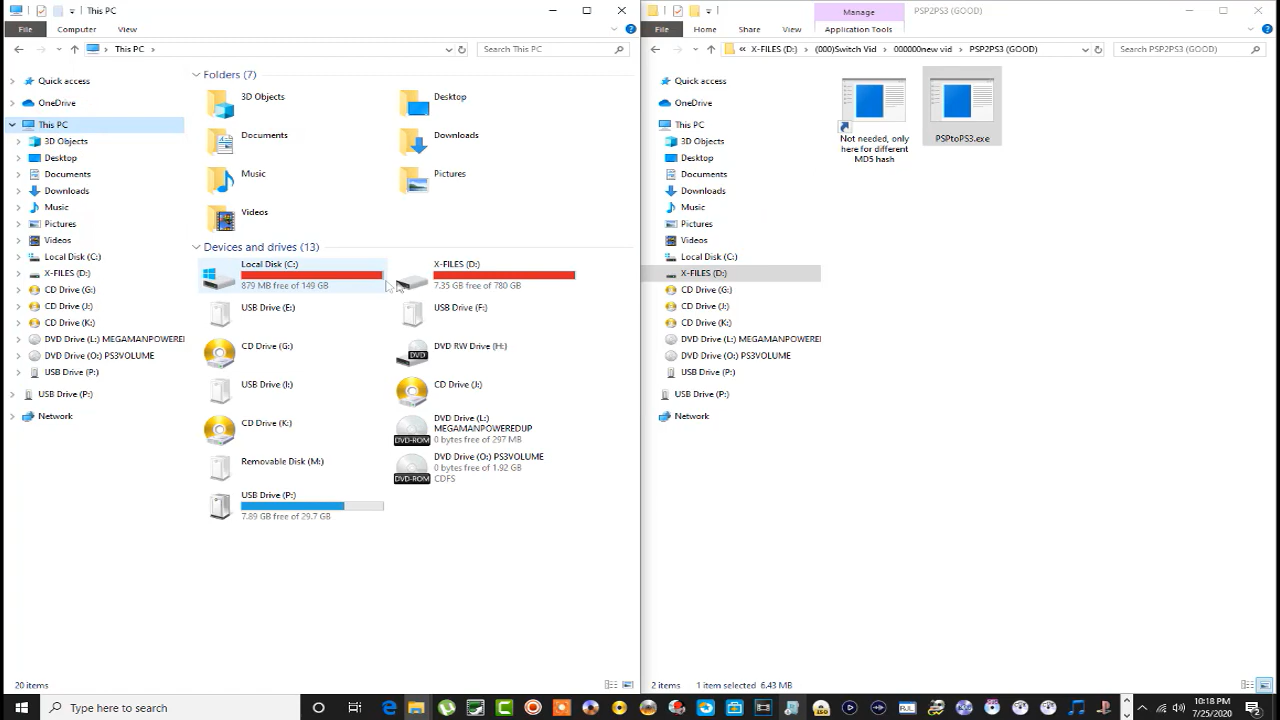 This PC
File
Computer
View
This PC
Search This PC
Quick access
OneDrive
This PC
3D Objects
Desktop
Documents
Downloads
Music
Pictures
Videos
Local Disk (C:)
X-FILES (D:)
CD Drive (G:)
CD Drive (J:)
CD Drive (K:)
DVD Drive (L:) MEGAMANPOWERED
DVD Drive (O:) PS3VOLUME
USB Drive (P:)
USB Drive (P:)
Network
Folders (7)
3D Objects
Desktop
Documents
Downloads
Music
Pictures
Videos
Devices and drives (13)
Local Disk (C:)
879 MB free of 149 GB
X-FILES (D:)
7.35 GB free of 780 GB
USB Drive (E:)
USB Drive (F:)
CD Drive (G:)
DVD RW Drive (H:)
DVD
USB Drive (I:)
CD Drive (J:)
CD Drive (K:)
DVD Drive (L:)
MEGAMANPOWEREDUP
0 bytes free of 297 MB
DVD-ROM
Removable Disk (M:)
DVD Drive (O:) PS3VOLUME
0 bytes free of 1.92 GB
CDFS
DVD-ROM
USB Drive (P:)
7.89 GB free of 29.7 GB
20 items
Manage
PSP2PS3 (GOOD)
File
Home
Share
View
Application Tools
« X-FILES (D:) > (000)Switch Vid > 000000new vid > PSP2PS3 (GOOD)
Search PSP2PS3 (GOOD)
Quick access
OneDrive
This PC
3D Objects
Desktop
Documents
Downloads
Music
Pictures
Videos
Local Disk (C:)
X-FILES (D:)
CD Drive (G:)
CD Drive (J:)
CD Drive (K:)
DVD Drive (L:) MEGAMANPOWERE
DVD Drive (O:) PS3VOLUME
USB Drive (P:)
USB Drive (P:)
Network
Not needed, only
here for different
MD5 hash
PSPtoPS3.exe
2 items
1 item selected 6.43 MB
Type here to search
ISO
10:18 PM
7/25/2020